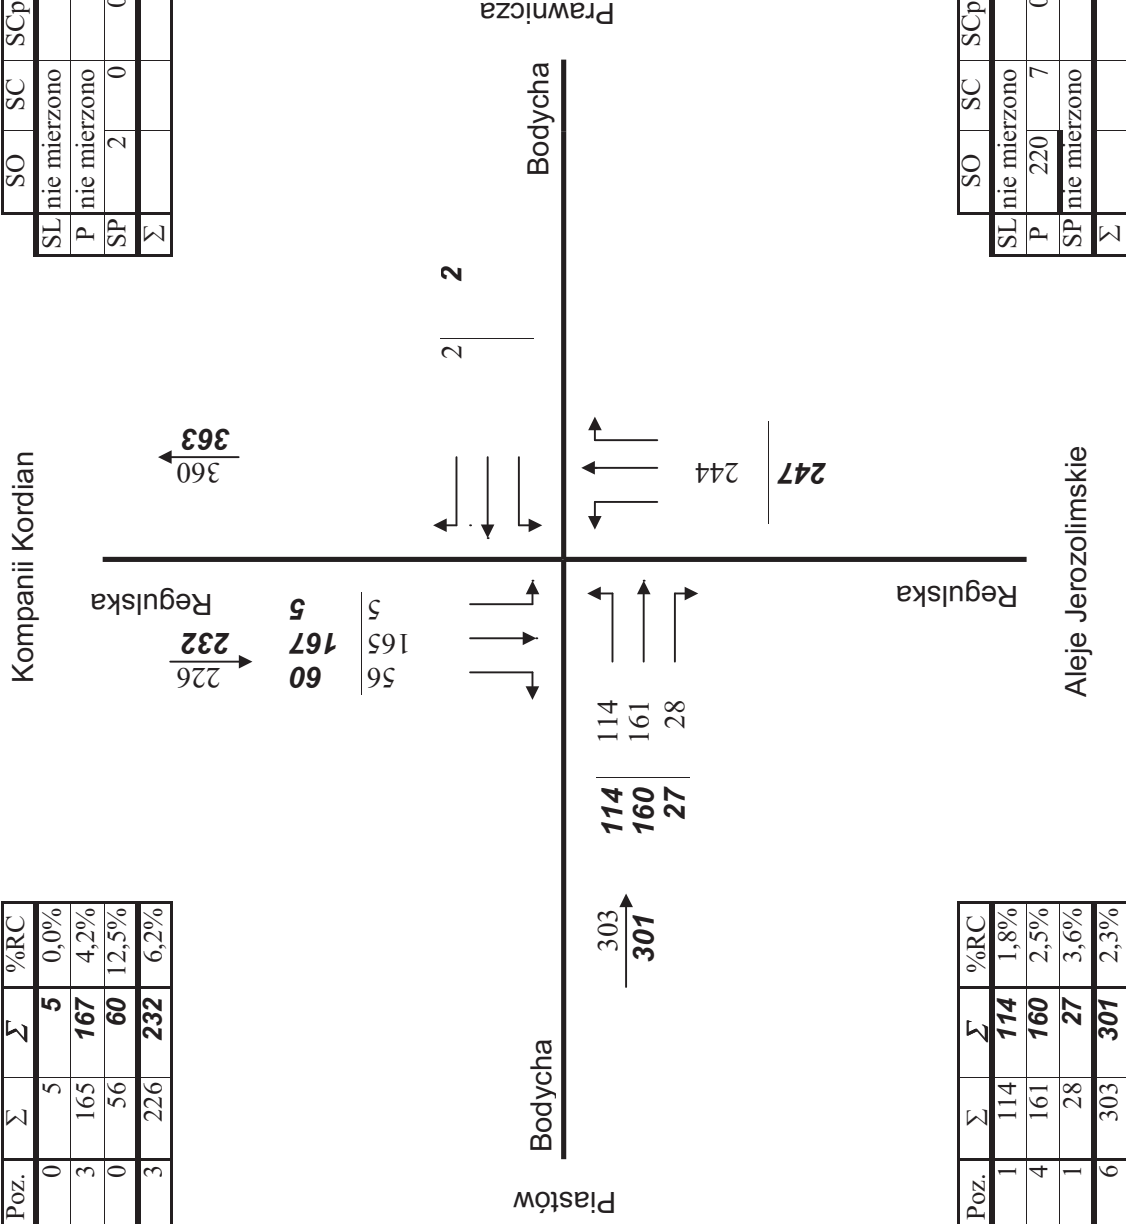 Poz. Σ Σ %RC
0 5 5 0,0%
3 165 167 4,2%
0 56 60 12,5%
3 226 232 6,2%
SO SC SCp
SL nie mierzono
P nie mierzono
SP 2 0 0
Σ
Kompanii Kordian
Regulska
226
232
360
363
60 167 5
56 165 5
Piastów
Bodycha
303
301
114 114
160 161
27 28
2 2
Bodycha
Prawnicza
244
247
Regulska
Aleje Jerozolimskie
Poz. Σ Σ %RC
1 114 114 1,8%
4 161 160 2,5%
1 28 27 3,6%
6 303 301 2,3%
SO SC SCp
SL nie mierzono
P 220 7 0
SP nie mierzono
Σ